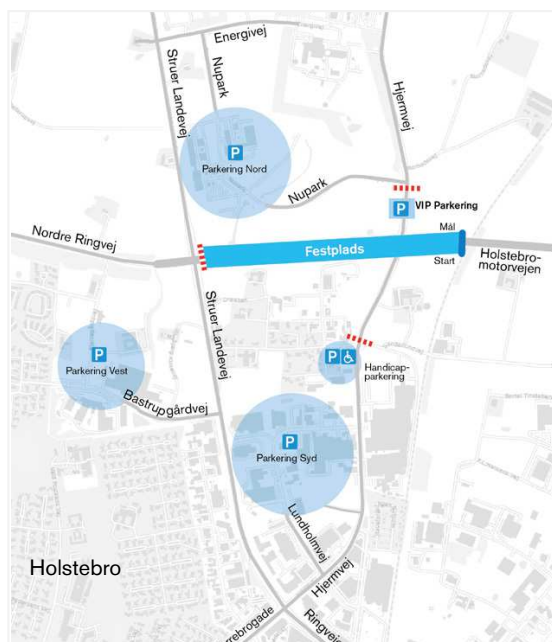 Energivej
Struer Landevej
Nupark
Hjermvej
P
Parkering Nord
Nupark
P
VIP Parkering
Mål
Nordre Ringvej
Festplads
Holstebro-
motorvejen
Start
Struer Landevej
P
Parkering Vest
P
Handicap-
parkering
Bastrupgårdvej
P
Parkering Syd
Lundholmvej
Holstebro
Hjermvej
rrebrogade
Ringvej